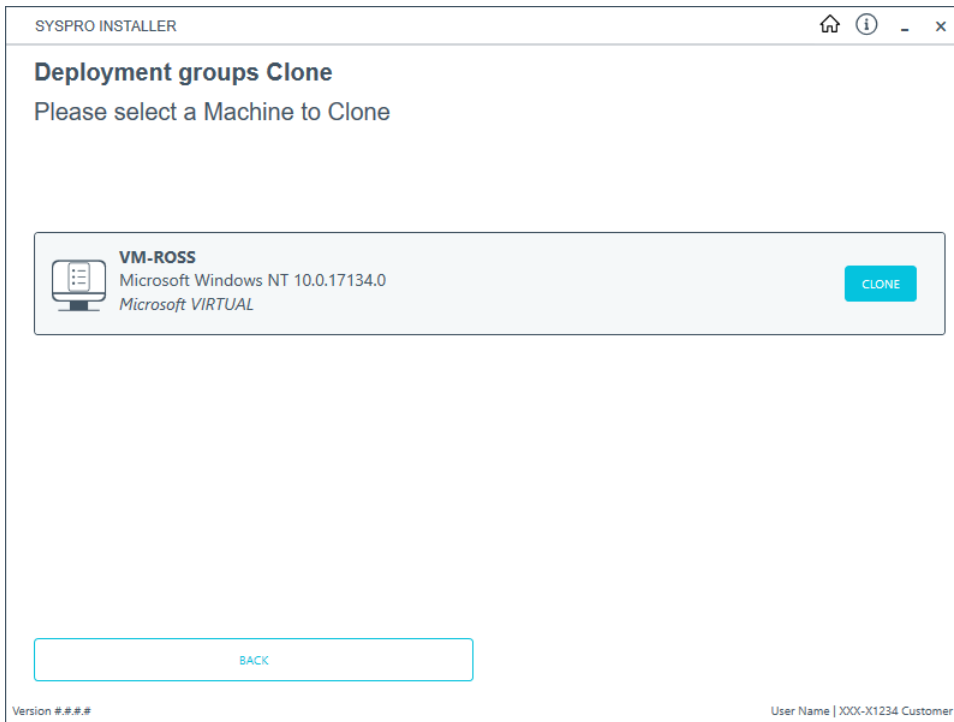 SYSPRO INSTALLER
Deployment groups Clone
Please select a Machine to Clone
VM-ROSS
Microsoft Windows NT 10.0.17134.0
Microsoft VIRTUAL
CLONE
BACK
Version #.#.#.#
User Name | XXX-X1234 Customer